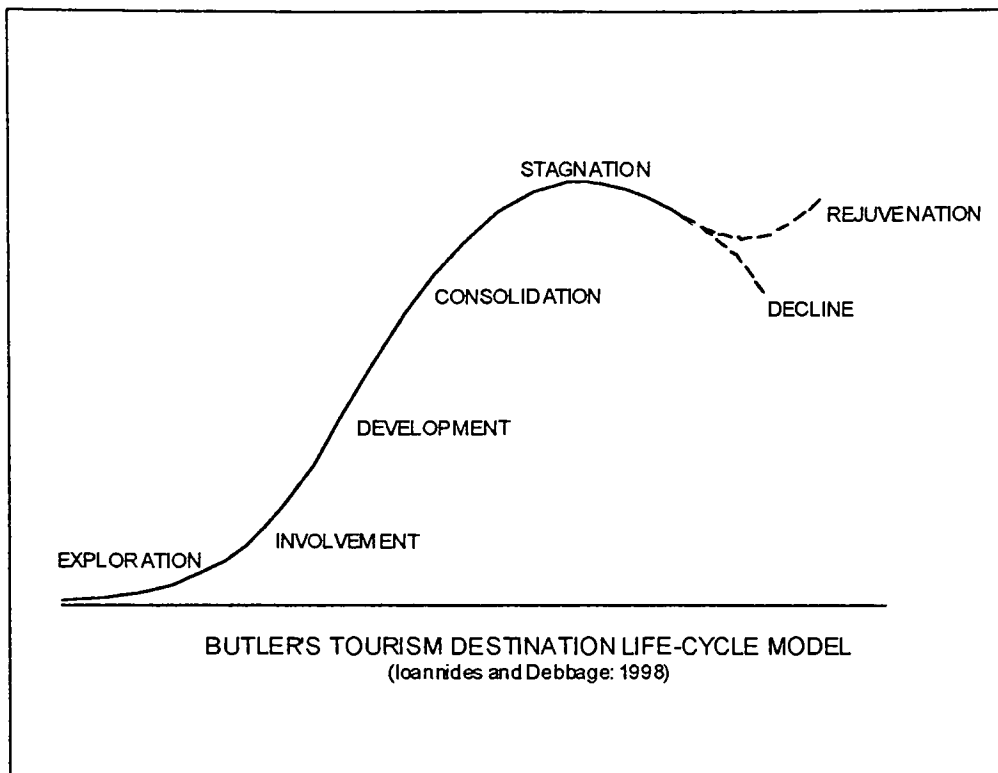 STAGNATION
REJUVENATION
CONSOLIDATION
DECLINE
DEVELOPMENT
INVOLVEMENT
EXPLORATION
BUTLER'S TOURISM DESTINATION LIFE-CYCLE MODEL
(Ioannides and Debbage: 1998)